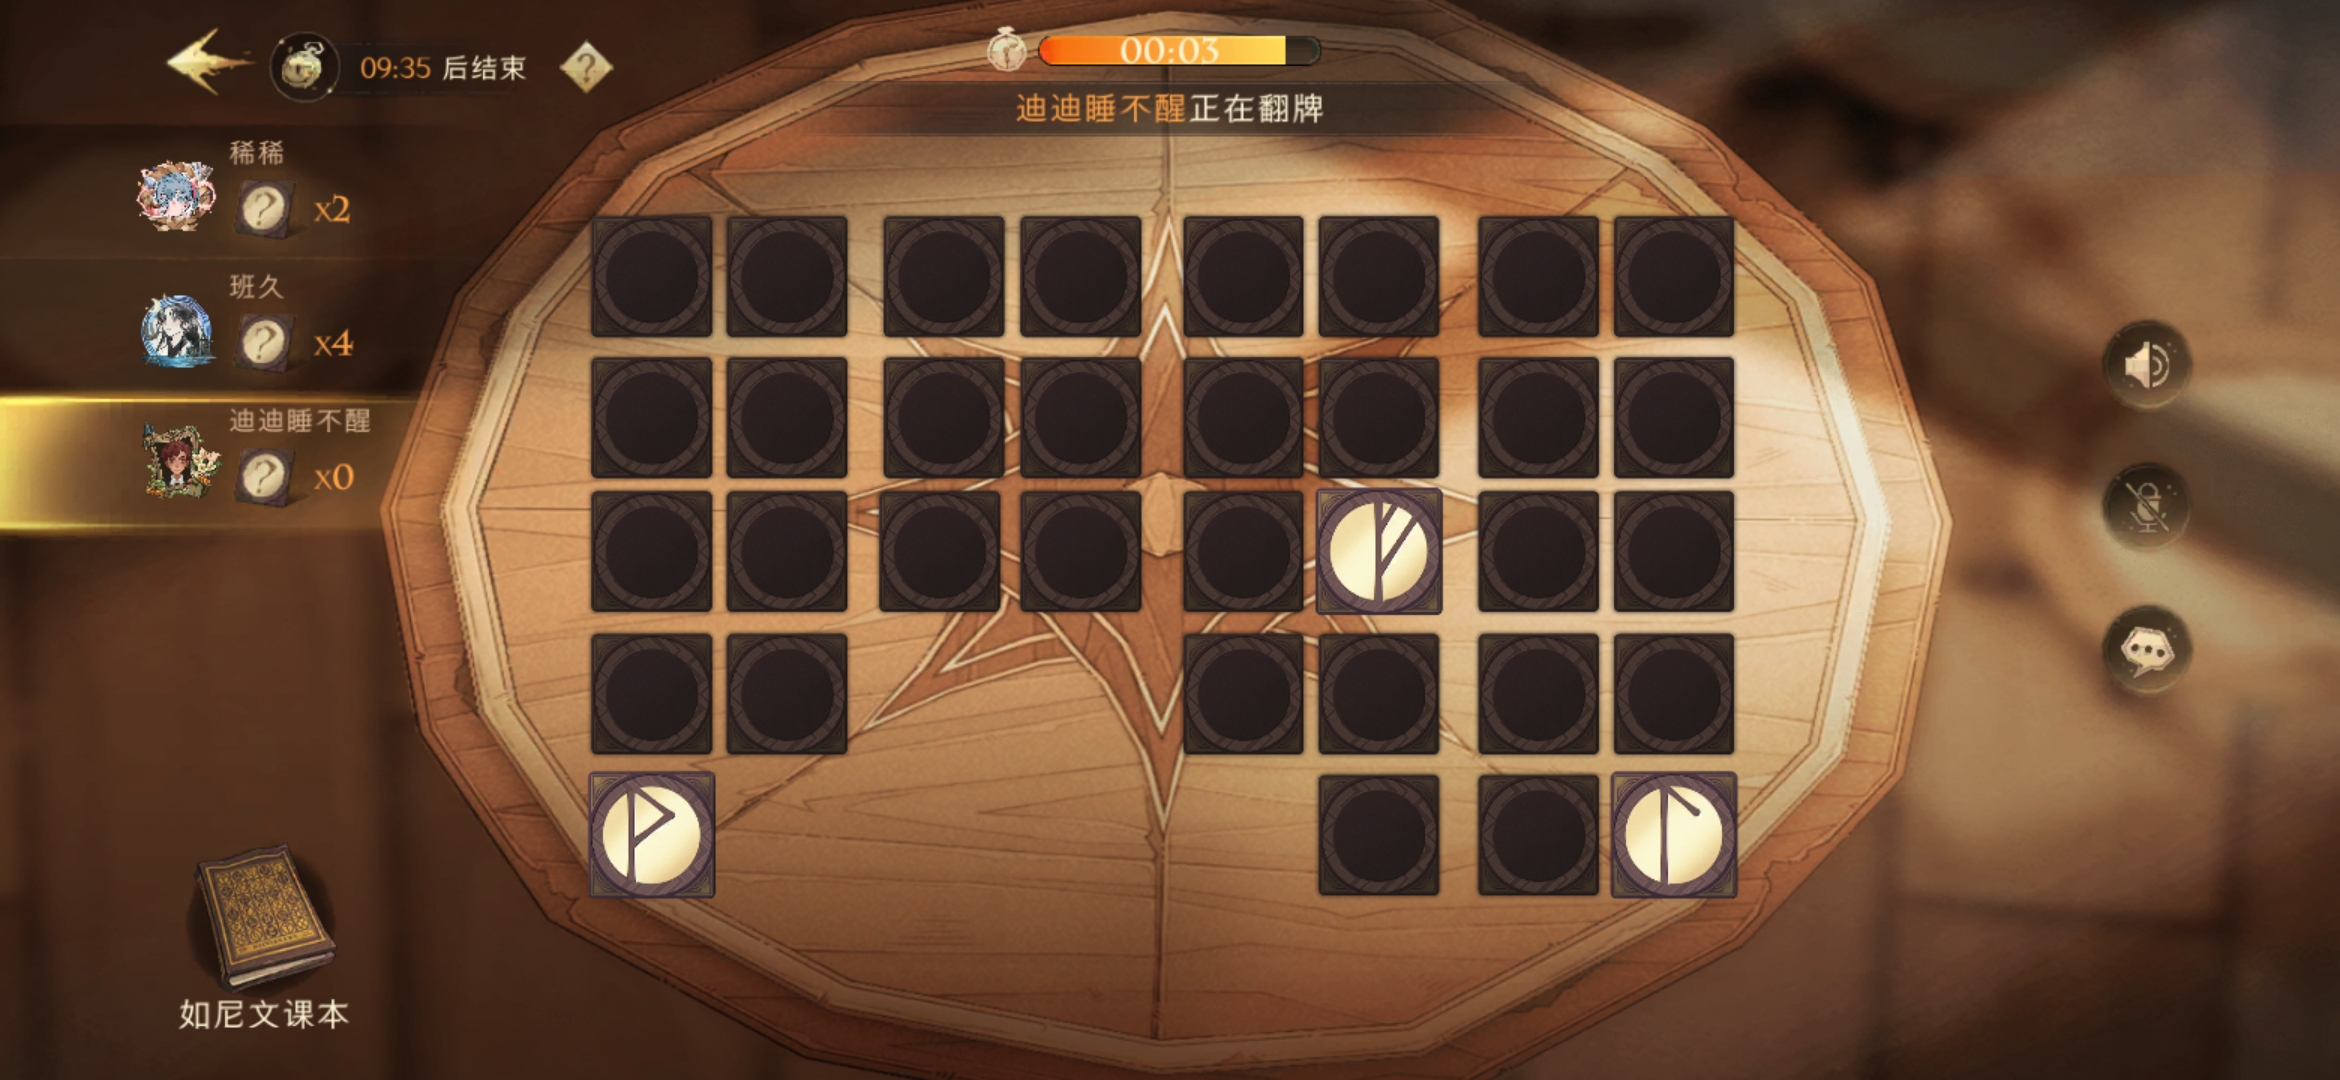 09:35 后结束
?
00:03
迪迪睡不醒正在翻牌
稀稀
? x2
班久
? x4
迪迪睡不醒
? x0
ᚠ
ᚹ
ᛚ
如尼文课本